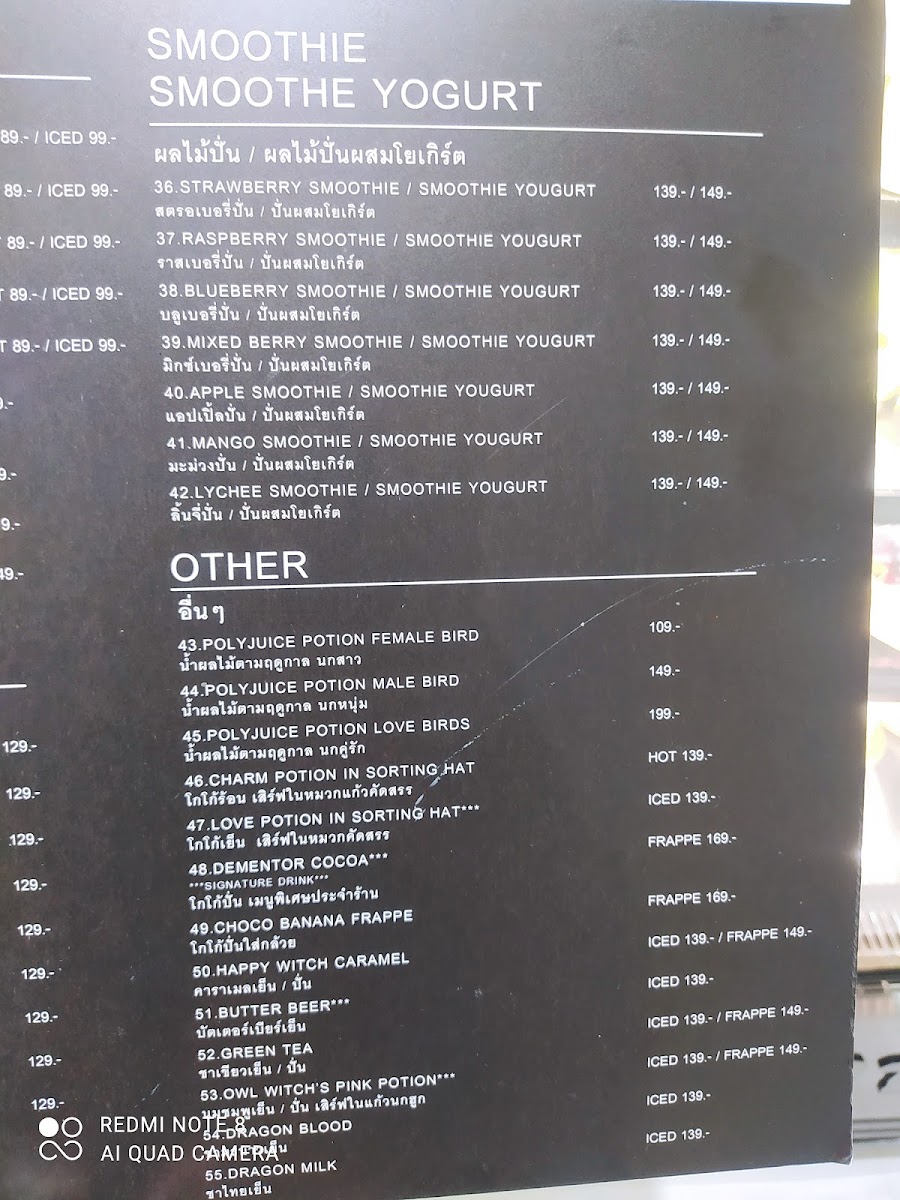 89.- / ICED 99.-
89.- / ICED 99.-
89.- / ICED 99.-
89.- / ICED 99.-
89.- / ICED 99.-
9.-
9.-
49.-
129.-
129.-
129.-
129.-
129.-
129.-
129.-
129.-
129.-
SMOOTHIE
SMOOTHE YOGURT
ผลไม้ปั่น / ผลไม้ปั่นผสมโยเกิร์ต
36.STRAWBERRY SMOOTHIE / SMOOTHIE YOUGURT 139.- / 149.-
สตรอเบอรี่ปั่น / ปั่นผสมโยเกิร์ต
37.RASPBERRY SMOOTHIE / SMOOTHIE YOUGURT 139.- / 149.-
ราสเบอรี่ปั่น / ปั่นผสมโยเกิร์ต
38.BLUEBERRY SMOOTHIE / SMOOTHIE YOUGURT 139.- / 149.-
บลูเบอรี่ปั่น / ปั่นผสมโยเกิร์ต
39.MIXED BERRY SMOOTHIE / SMOOTHIE YOUGURT 139.- / 149.-
มิกซ์เบอรี่ปั่น / ปั่นผสมโยเกิร์ต
40.APPLE SMOOTHIE / SMOOTHIE YOUGURT 139.- / 149.-
แอปเปิ้ลปั่น / ปั่นผสมโยเกิร์ต
41.MANGO SMOOTHIE / SMOOTHIE YOUGURT 139.- / 149.-
มะม่วงปั่น / ปั่นผสมโยเกิร์ต
42.LYCHEE SMOOTHIE / SMOOTHIE YOUGURT 139.- / 149.-
ลิ้นจี่ปั่น / ปั่นผสมโยเกิร์ต
OTHER
อื่นๆ
43.POLYJUICE POTION FEMALE BIRD 109.-
น้ำผลไม้ตามฤดูกาล นกสาว
44.POLYJUICE POTION MALE BIRD 149.-
น้ำผลไม้ตามฤดูกาล นกหนุ่ม
45.POLYJUICE POTION LOVE BIRDS 199.-
น้ำผลไม้ตามฤดูกาล นกคู่รัก
46.CHARM POTION IN SORTING HAT HOT 139.-
โกโก้ร้อน เสิร์ฟในหมวกแก้วคัดสรร
47.LOVE POTION IN SORTING HAT*** ICED 139.-
โกโก้เย็น เสิร์ฟในหมวกคัดสรร
48.DEMENTOR COCOA*** FRAPPE 169.-
***SIGNATURE DRINK***
โกโก้ปั่น เมนูพิเศษประจำร้าน
49.CHOCO BANANA FRAPPE FRAPPE 169.-
โกโก้ปั่นใส่กล้วย
50.HAPPY WITCH CARAMEL ICED 139.- / FRAPPE 149.-
คาราเมลเย็น / ปั่น
51.BUTTER BEER*** ICED 139.-
บัตเตอร์เบียร์เย็น
52.GREEN TEA ICED 139.- / FRAPPE 149.-
ชาเขียวเย็น / ปั่น
53.OWL WITCH'S PINK POTION*** ICED 139.- / FRAPPE 149.-
นมชมพูเย็น / ปั่น เสิร์ฟในแก้วนกฮูก
54.DRAGON BLOOD ICED 139.-
55.DRAGON MILK ICED 139.-
ชาไทยเย็น
REDMI NOTE 8
AI QUAD CAMERA